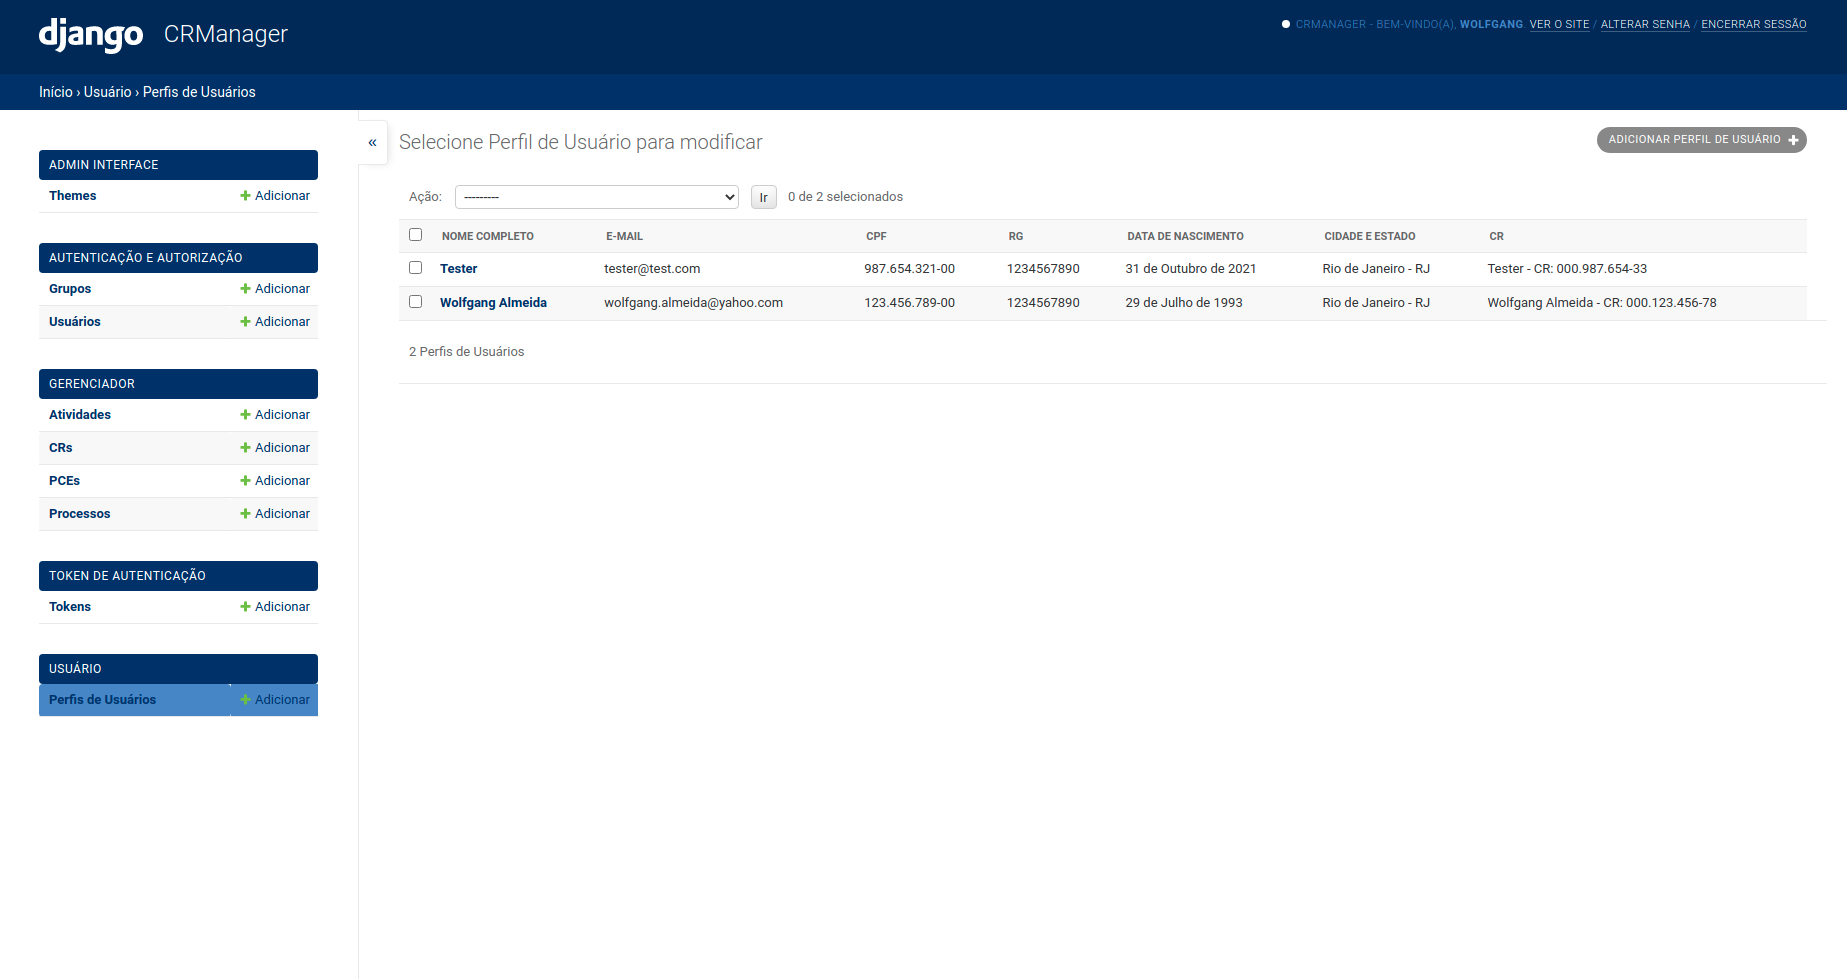 django CRManager
CRMANAGER - BEM-VINDO(A), WOLFGANG. VER O SITE / ALTERAR SENHA / ENCERRAR SESSÃO
Início › Usuário › Perfis de Usuários
ADMIN INTERFACE
Themes Adicionar
AUTENTICAÇÃO E AUTORIZAÇÃO
Grupos Adicionar
Usuários Adicionar
GERENCIADOR
Atividades Adicionar
CRs Adicionar
PCEs Adicionar
Processos Adicionar
TOKEN DE AUTENTICAÇÃO
Tokens Adicionar
USUÁRIO
Perfis de Usuários Adicionar
«
Selecione Perfil de Usuário para modificar
ADICIONAR PERFIL DE USUÁRIO
Ação: --------- Ir 0 de 2 selecionados
NOME COMPLETO E-MAIL CPF RG DATA DE NASCIMENTO CIDADE E ESTADO CR
Tester tester@test.com 987.654.321-00 1234567890 31 de Outubro de 2021 Rio de Janeiro - RJ Tester - CR: 000.987.654-33
Wolfgang Almeida wolfgang.almeida@yahoo.com 123.456.789-00 1234567890 29 de Julho de 1993 Rio de Janeiro - RJ Wolfgang Almeida - CR: 000.123.456-78
2 Perfis de Usuários